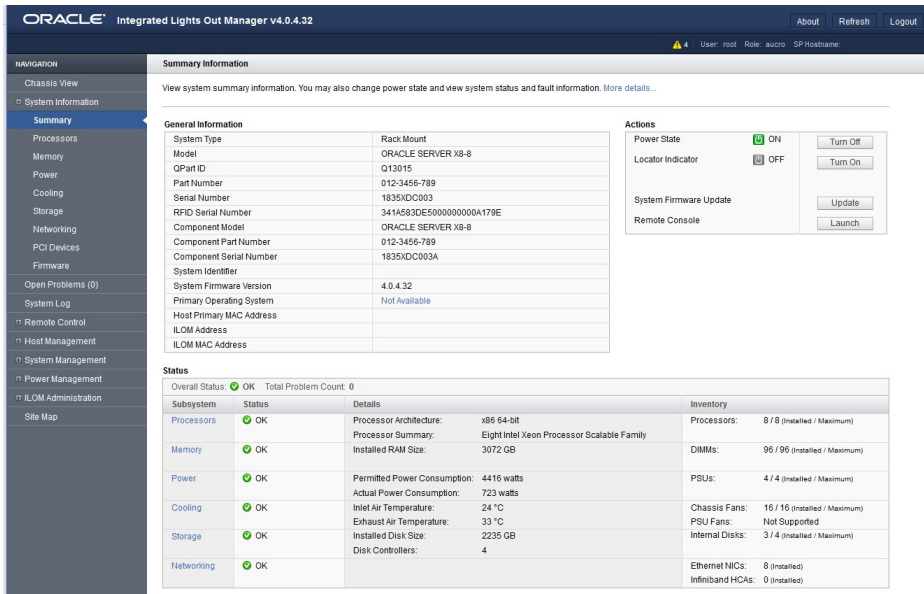 ORACLE® Integrated Lights Out Manager v4.0.4.32
About Refresh Logout
4 User: root Role: aucro SP Hostname:
NAVIGATION
Chassis View
System Information
Summary
Processors
Memory
Power
Cooling
Storage
Networking
PCI Devices
Firmware
Open Problems (0)
System Log
Remote Control
Host Management
System Management
Power Management
ILOM Administration
Site Map
Summary Information
View system summary information. You may also change power state and view system status and fault information. More details...
General Information
System Type Rack Mount
Model ORACLE SERVER X8-8
QPart ID Q13015
Part Number 012-3456-789
Serial Number 1835XDC003
RFID Serial Number 341A583DE5000000000A179E
Component Model ORACLE SERVER X8-8
Component Part Number 012-3456-789
Component Serial Number 1835XDC003A
System Identifier
System Firmware Version 4.0.4.32
Primary Operating System Not Available
Host Primary MAC Address
ILOM Address
ILOM MAC Address
Actions
Power State ON Turn Off
Locator Indicator OFF Turn On
System Firmware Update Update
Remote Console Launch
Status
Overall Status: OK Total Problem Count: 0
Subsystem Status Details Inventory
Processors OK Processor Architecture: x86 64-bit Processors: 8 / 8 (Installed / Maximum)
Processor Summary: Eight Intel Xeon Processor Scalable Family
Memory OK Installed RAM Size: 3072 GB DIMMs: 96 / 96 (Installed / Maximum)
Power OK Permitted Power Consumption: 4416 watts PSUs: 4 / 4 (Installed / Maximum)
Actual Power Consumption: 723 watts
Cooling OK Inlet Air Temperature: 24 °C Chassis Fans: 16 / 16 (Installed / Maximum)
Exhaust Air Temperature: 33 °C PSU Fans: Not Supported
Storage OK Installed Disk Size: 2235 GB Internal Disks: 3 / 4 (Installed / Maximum)
Disk Controllers: 4
Networking OK Ethernet NICs: 8 (Installed)
Infiniband HCAs: 0 (Installed)